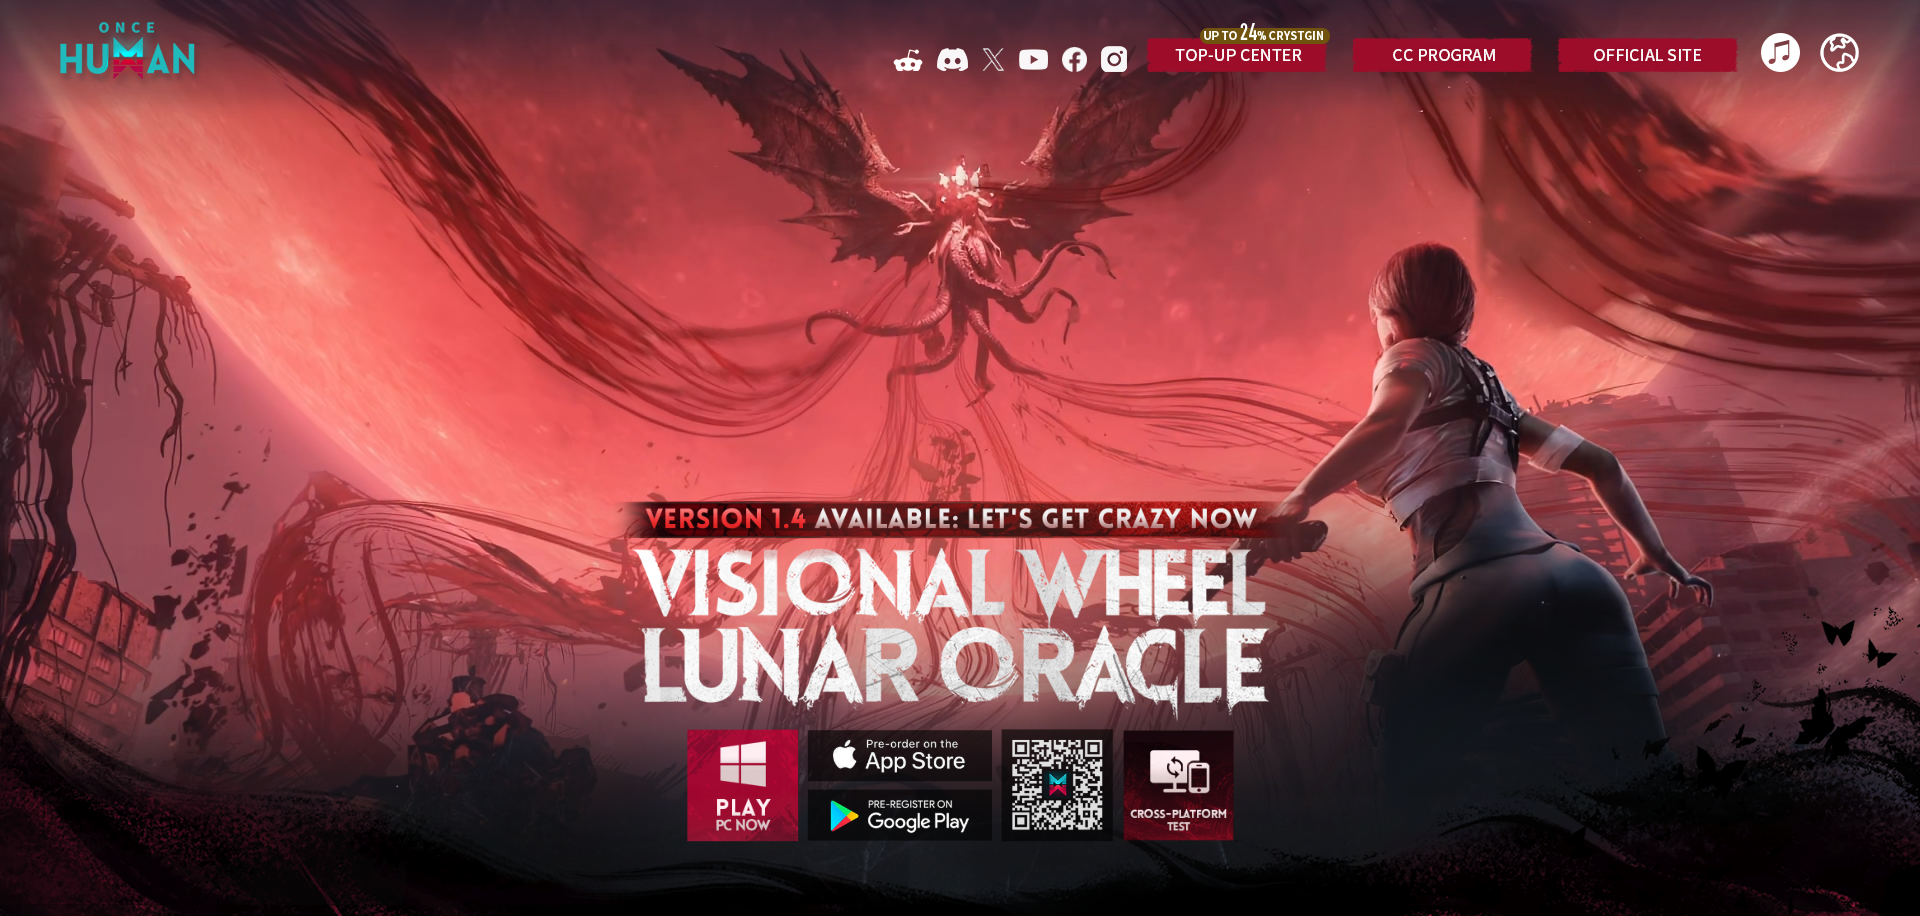 ONCE
HUMAN
UP TO 24% CRYSTGIN
TOP-UP CENTER
CC PROGRAM
OFFICIAL SITE
VERSION 1.4 AVAILABLE: LET'S GET CRAZY NOW
VISIONAL WHEEL
LUNAR ORACLE
PLAY
PC NOW
Pre-order on the
App Store
PRE-REGISTER ON
Google Play
CROSS-PLATFORM
TEST